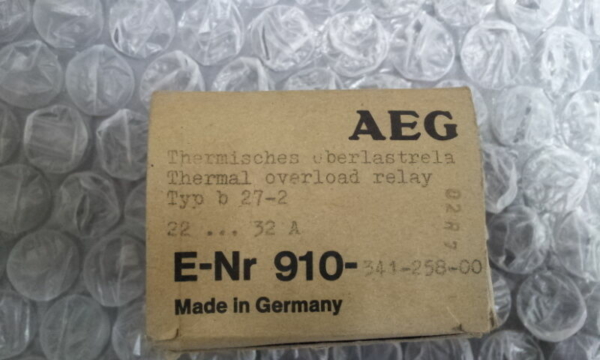 AEG
Thermisches überlastrela
Thermal overload relay
Typ b 27-2
22 ... 32 A
E-Nr 910-341-258-00
Made in Germany